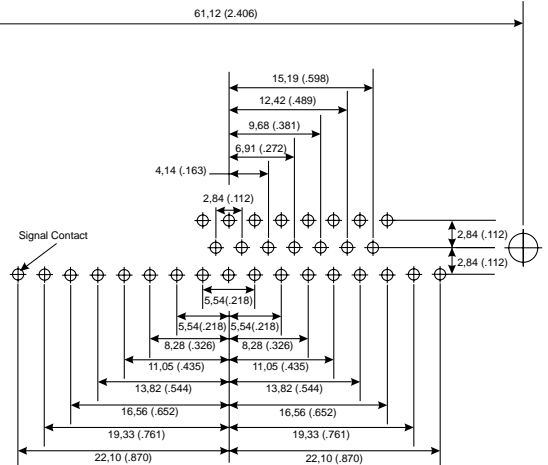 61,12 (2.406)
15,19 (.598)
12,42 (.489)
9,68 (.381)
6,91 (.272)
4,14 (.163)
2,84 (.112)
2,84 (.112)
Signal Contact
2,84 (.112)
5,54(.218)
5,54(.218) 5,54(.218)
8,28 (.326) 8,28 (.326)
11,05 (.435) 11,05 (.435)
13,82 (.544) 13,82 (.544)
16,56 (.652) 16,56 (.652)
19,33 (.761) 19,33 (.761)
22,10 (.870) 22,10 (.870)